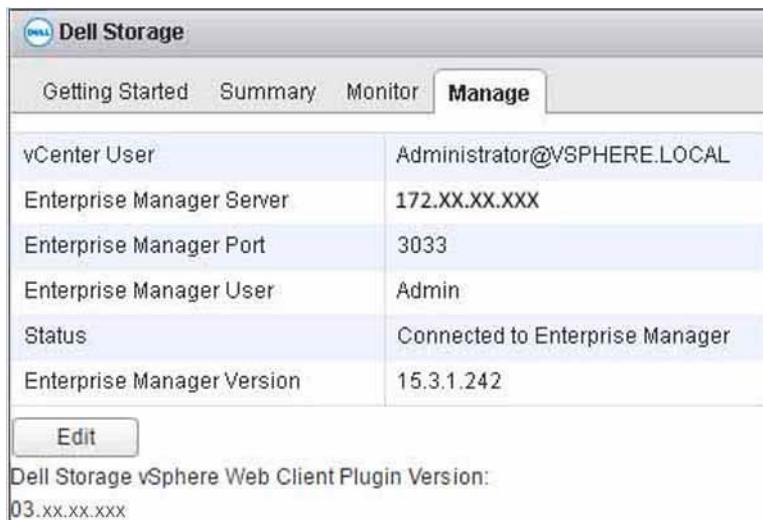 DELL Dell Storage
Getting Started Summary Monitor Manage
vCenter User Administrator@VSPHERE.LOCAL
Enterprise Manager Server 172.XX.XX.XXX
Enterprise Manager Port 3033
Enterprise Manager User Admin
Status Connected to Enterprise Manager
Enterprise Manager Version 15.3.1.242
Edit
Dell Storage vSphere Web Client Plugin Version:
03.xx.xx.xxx